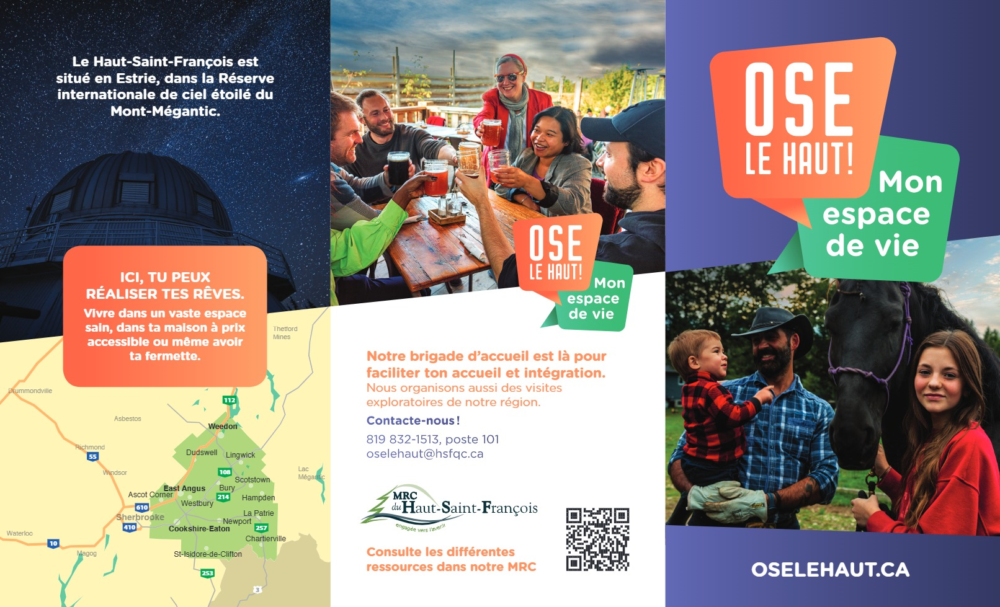 Le Haut-Saint-François est
situé en Estrie, dans la Réserve
internationale de ciel étoilé du
Mont-Mégantic.
ICI, TU PEUX
RÉALISER TES RÊVES.
Vivre dans un vaste espace
sain, dans ta maison à prix
accessible ou même avoir
ta fermette.
Thetford
Mines
Drummondville
112
Asbestos
Weedon
Richmond
55
Dudswell
Lingwick
Windsor
108
Lac
Mégantic
Scotstown
East Angus
Bury
Ascot Corner
214
Hampden
Westbury
610
Sherbrooke
La Patrie
Newport
410
Cookshire-Eaton
257
Waterloo
10
Chartierville
Magog
St-Isidore-de-Clifton
253
3
OSE
LE HAUT!
Mon
espace
de vie
Notre brigade d'accueil est là pour
faciliter ton accueil et intégration.
Nous organisons aussi des visites
exploratoires de notre région.
Contacte-nous !
819 832-1513, poste 101
oselehaut@hsfqc.ca
MRC
du Haut-Saint-François
engagée vers l'avenir
Consulte les différentes
ressources dans notre MRC
OSE
LE HAUT!
Mon
espace
de vie
OSELEHAUT.CA